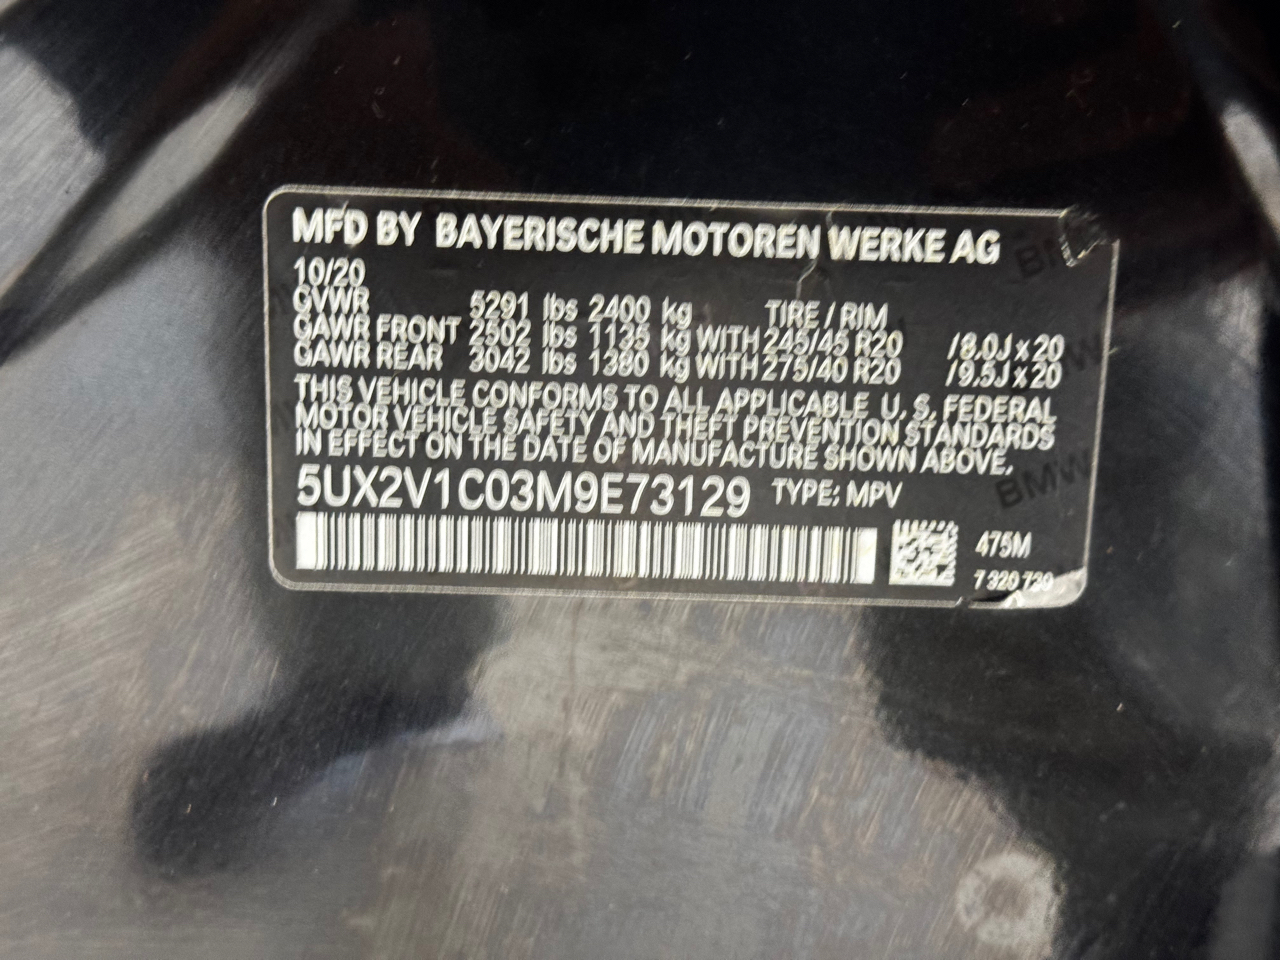 MFD BY BAYERISCHE MOTOREN WERKE AG
10/20
GVWR 5291 lbs 2400 kg TIRE / RIM
GAWR FRONT 2502 lbs 1135 kg WITH 245/45 R20 /8.0J x 20
GAWR REAR 3042 lbs 1380 kg WITH 275/40 R20 /9.5J x 20
THIS VEHICLE CONFORMS TO ALL APPLICABLE U.S. FEDERAL
MOTOR VEHICLE SAFETY AND THEFT PREVENTION STANDARDS
IN EFFECT ON THE DATE OF MANUFACTURE SHOWN ABOVE.
5UX2V1C03M9E73129 TYPE: MPV
475M
7 320 730
BMW